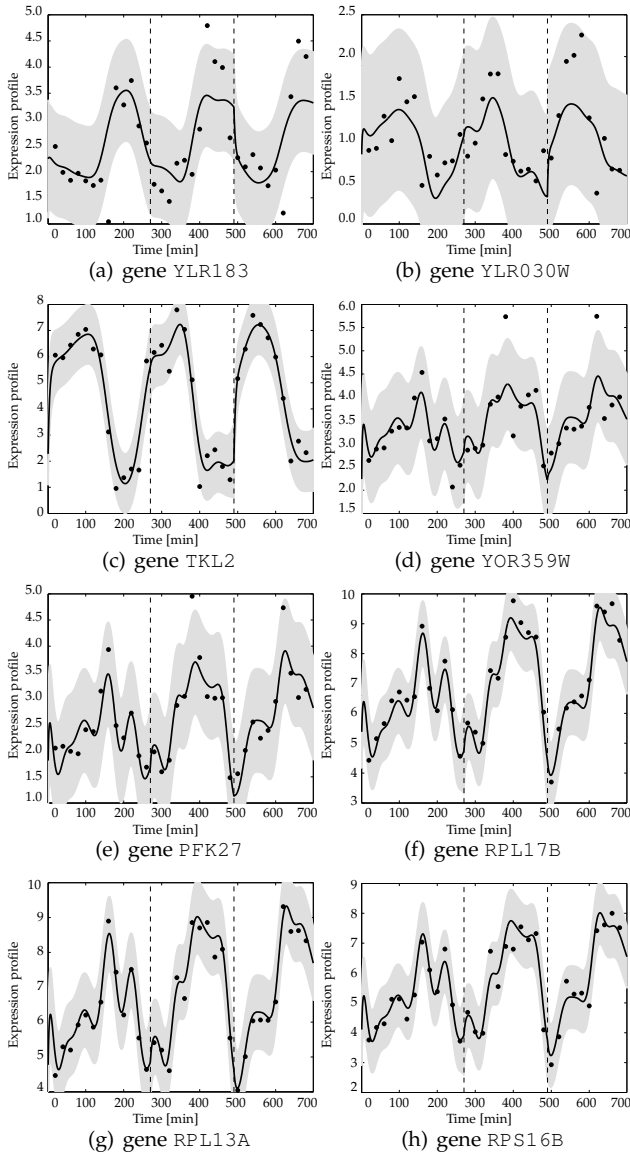 5.0
4.5
4.0
3.5
3.0
2.5
2.0
1.5
1.0
Expression profile
0 100 200 300 400 500 600 700
Time [min]
(a) gene YLR183
2.5
2.0
1.5
1.0
0.5
0.0
Expression profile
0 100 200 300 400 500 600 700
Time [min]
(b) gene YLR030W
8
7
6
5
4
3
2
1
0
Expression profile
0 100 200 300 400 500 600 700
Time [min]
(c) gene TKL2
6.0
5.5
5.0
4.5
4.0
3.5
3.0
2.5
2.0
1.5
Expression profile
0 100 200 300 400 500 600 700
Time [min]
(d) gene YOR359W
5.0
4.5
4.0
3.5
3.0
2.5
2.0
1.5
1.0
Expression profile
0 100 200 300 400 500 600 700
Time [min]
(e) gene PFK27
10
9
8
7
6
5
4
3
Expression profile
0 100 200 300 400 500 600 700
Time [min]
(f) gene RPL17B
10
9
8
7
6
5
4
Expression profile
0 100 200 300 400 500 600 700
Time [min]
(g) gene RPL13A
9
8
7
6
5
4
3
2
Expression profile
0 100 200 300 400 500 600 700
Time [min]
(h) gene RPS16B